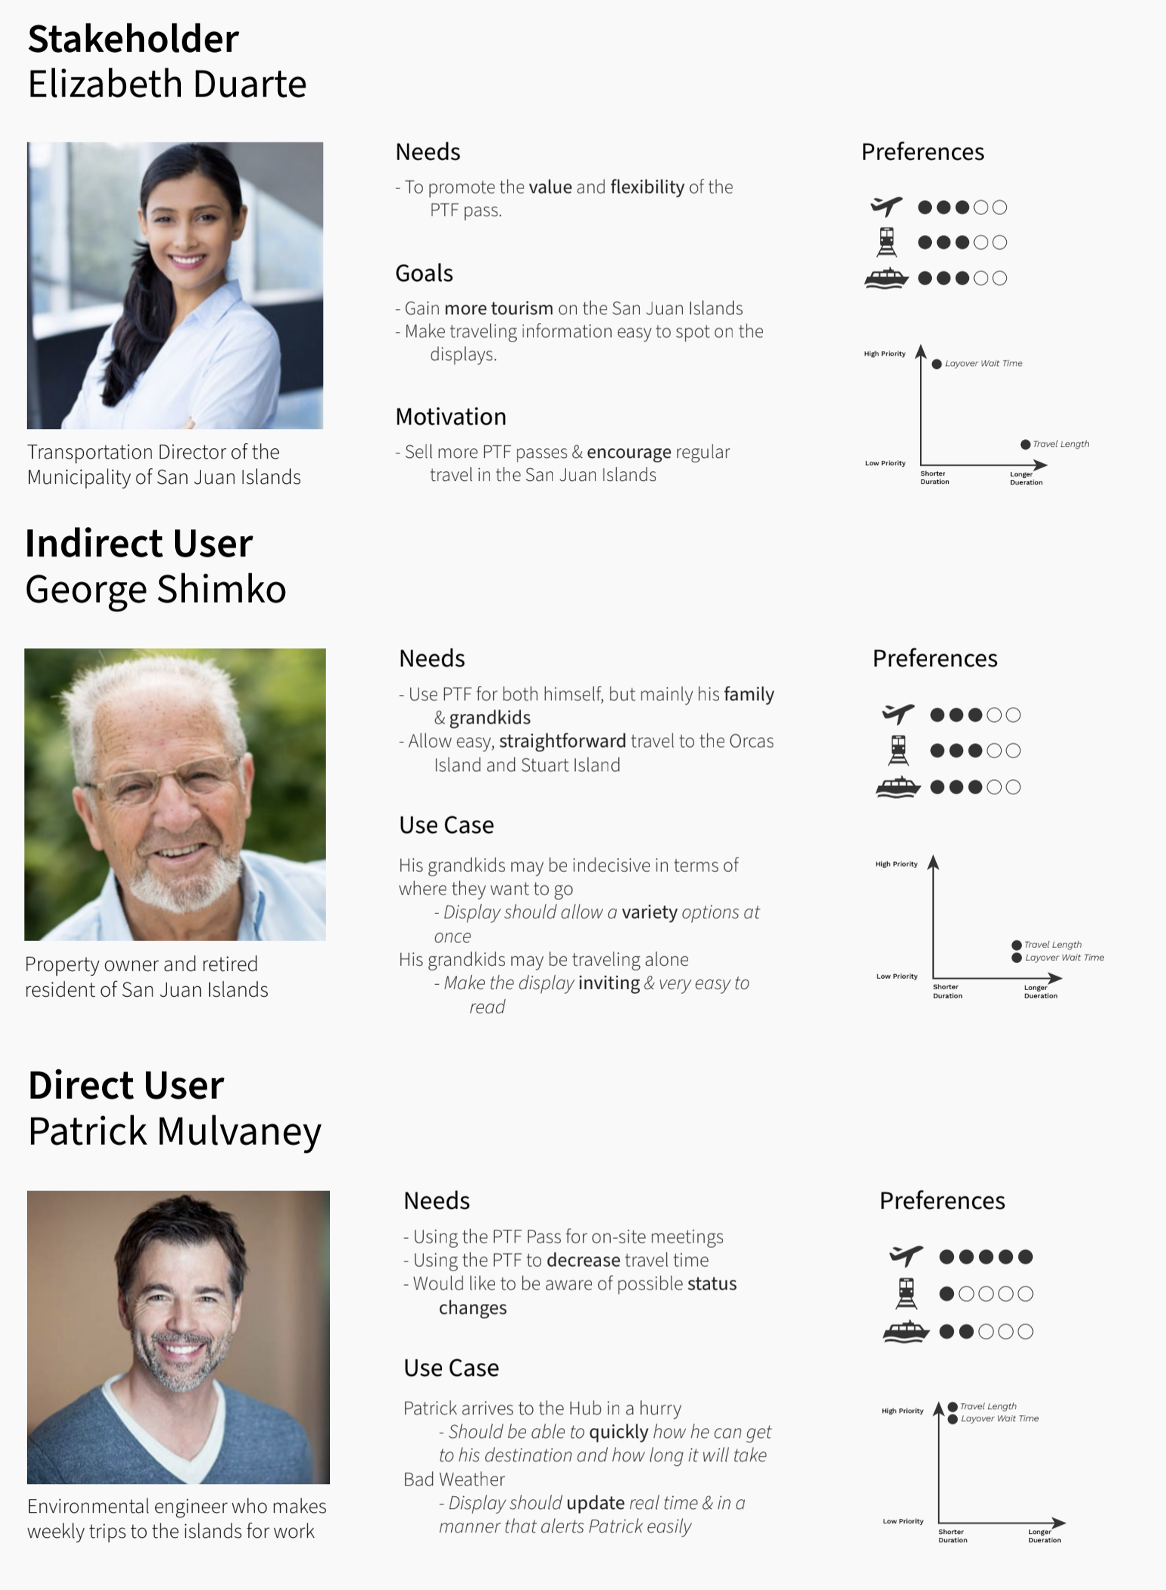 Stakeholder
Elizabeth Duarte
Transportation Director of the
Municipality of San Juan Islands
Needs
- To promote the value and flexibility of the
PTF pass.
Goals
- Gain more tourism on the San Juan Islands
- Make traveling information easy to spot on the
displays.
Motivation
- Sell more PTF passes & encourage regular
travel in the San Juan Islands
Preferences
High Priority
Layover Wait Time
Travel Length
Low Priority
Shorter
Duration
Longer
Dueration
Indirect User
George Shimko
Property owner and retired
resident of San Juan Islands
Needs
- Use PTF for both himself, but mainly his family
& grandkids
- Allow easy, straightforward travel to the Orcas
Island and Stuart Island
Use Case
His grandkids may be indecisive in terms of
where they want to go
- Display should allow a variety options at
once
His grandkids may be traveling alone
- Make the display inviting & very easy to
read
Preferences
High Priority
Travel Length
Layover Wait Time
Low Priority
Shorter
Duration
Longer
Dueration
Direct User
Patrick Mulvaney
Environmental engineer who makes
weekly trips to the islands for work
Needs
- Using the PTF Pass for on-site meetings
- Using the PTF to decrease travel time
- Would like to be aware of possible status
changes
Use Case
Patrick arrives to the Hub in a hurry
- Should be able to quickly how he can get
to his destination and how long it will take
Bad Weather
- Display should update real time & in a
manner that alerts Patrick easily
Preferences
High Priority
Travel Length
Layover Wait Time
Low Priority
Shorter
Duration
Longer
Dueration